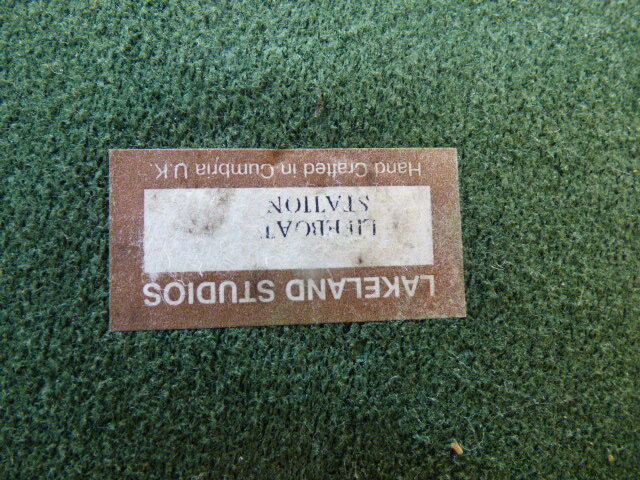 LAKELAND STUDIOS
LIFEBOAT
STATION
Hand Crafted in Cumbria U.K.